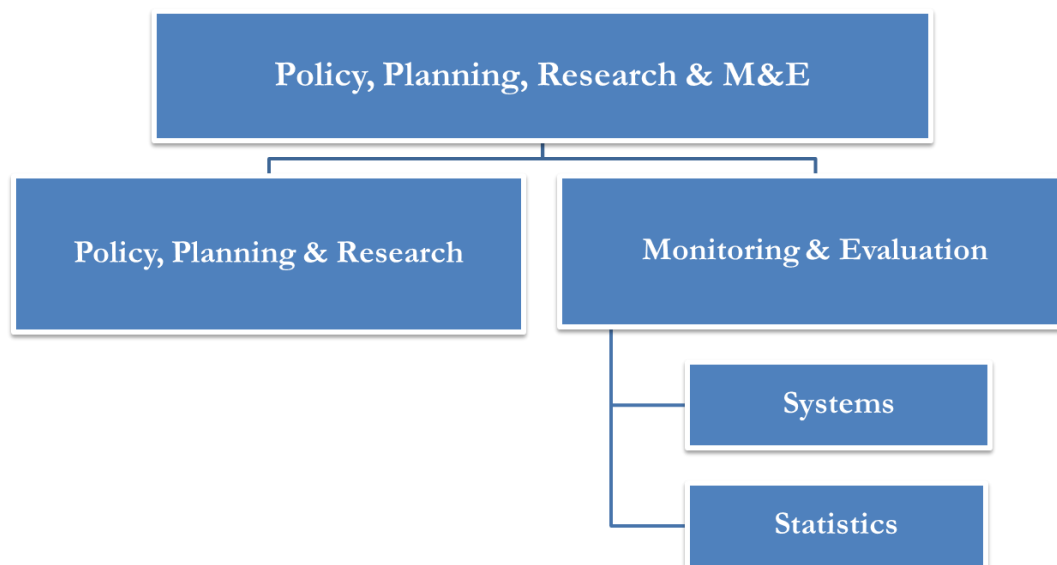 Policy, Planning, Research & M&E
Policy, Planning & Research
Monitoring & Evaluation
Systems
Statistics